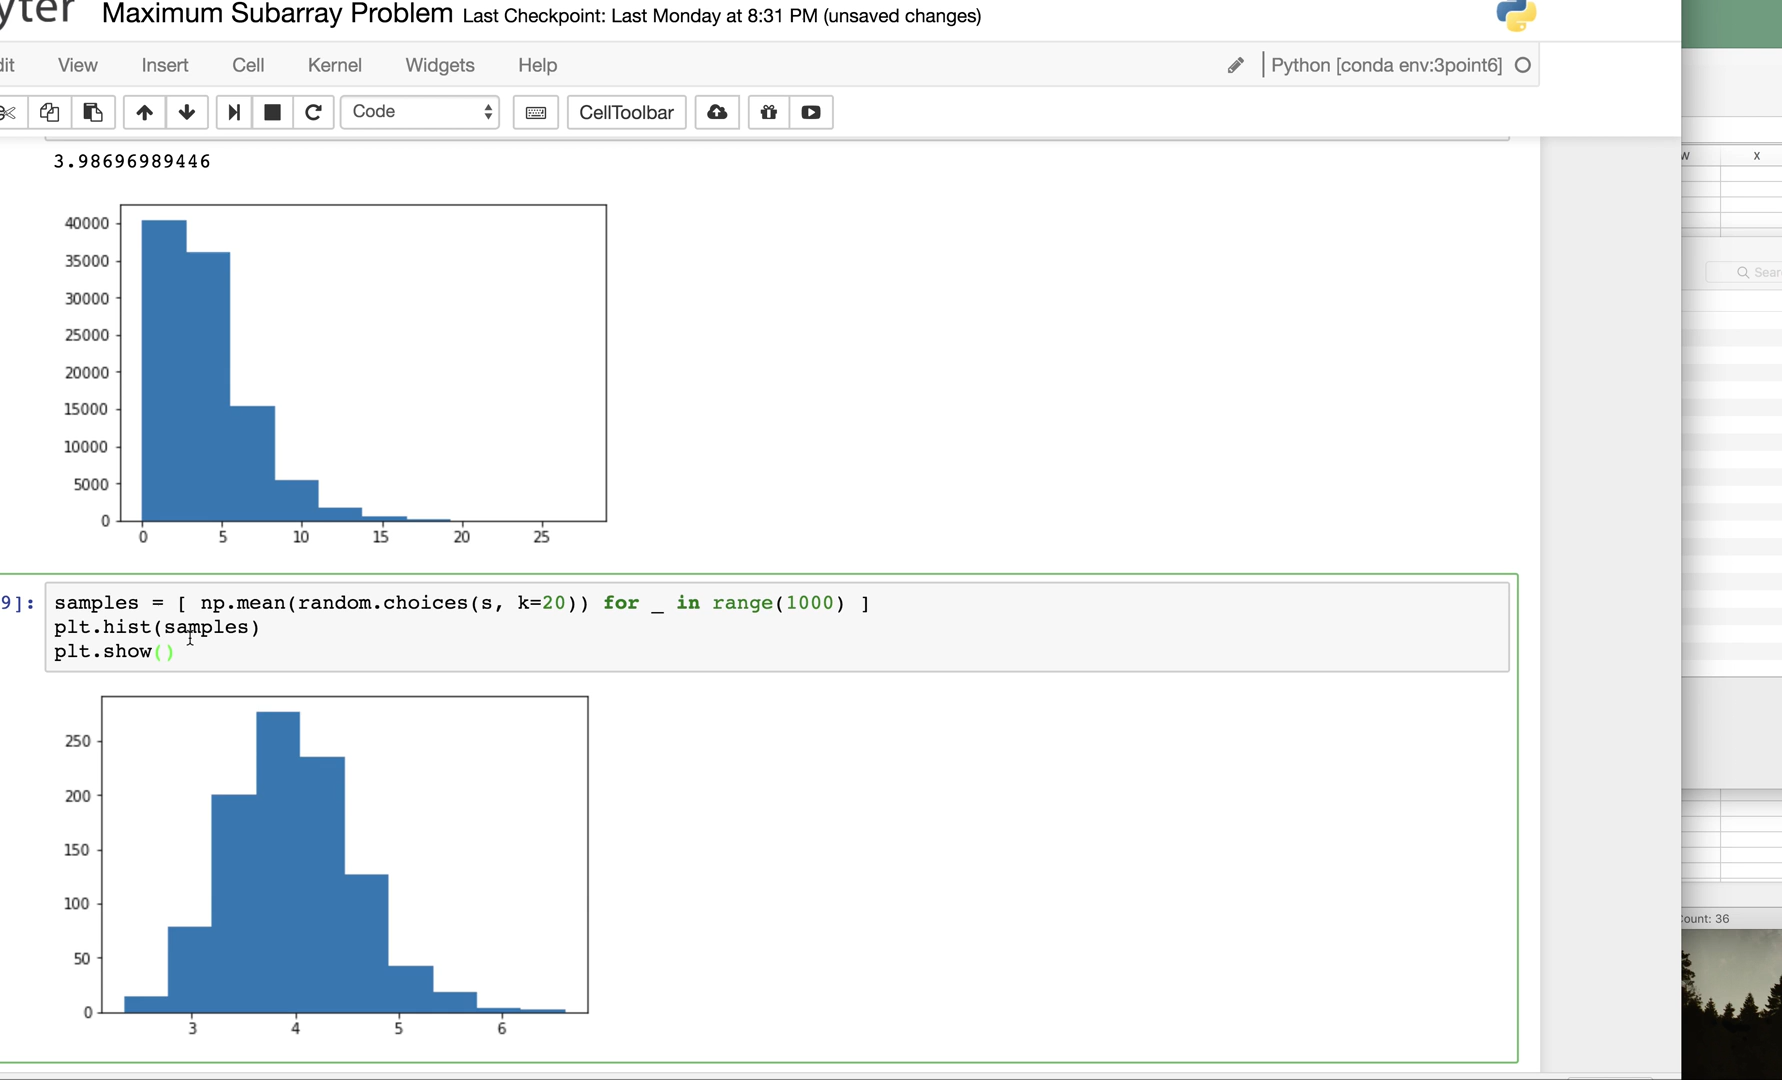 yter Maximum Subarray Problem Last Checkpoint: Last Monday at 8:31 PM (unsaved changes)
dit View Insert Cell Kernel Widgets Help Python [conda env:3point6]
Code CellToolbar
W X
3.98696989446
40000
35000
30000
25000
20000
15000
10000
5000
0
0 5 10 15 20 25
Sear
9]: samples = [ np.mean(random.choices(s, k=20)) for _ in range(1000) ]
plt.hist(samples)
plt.show()
250
200
150
100
50
0
3 4 5 6
Count: 36